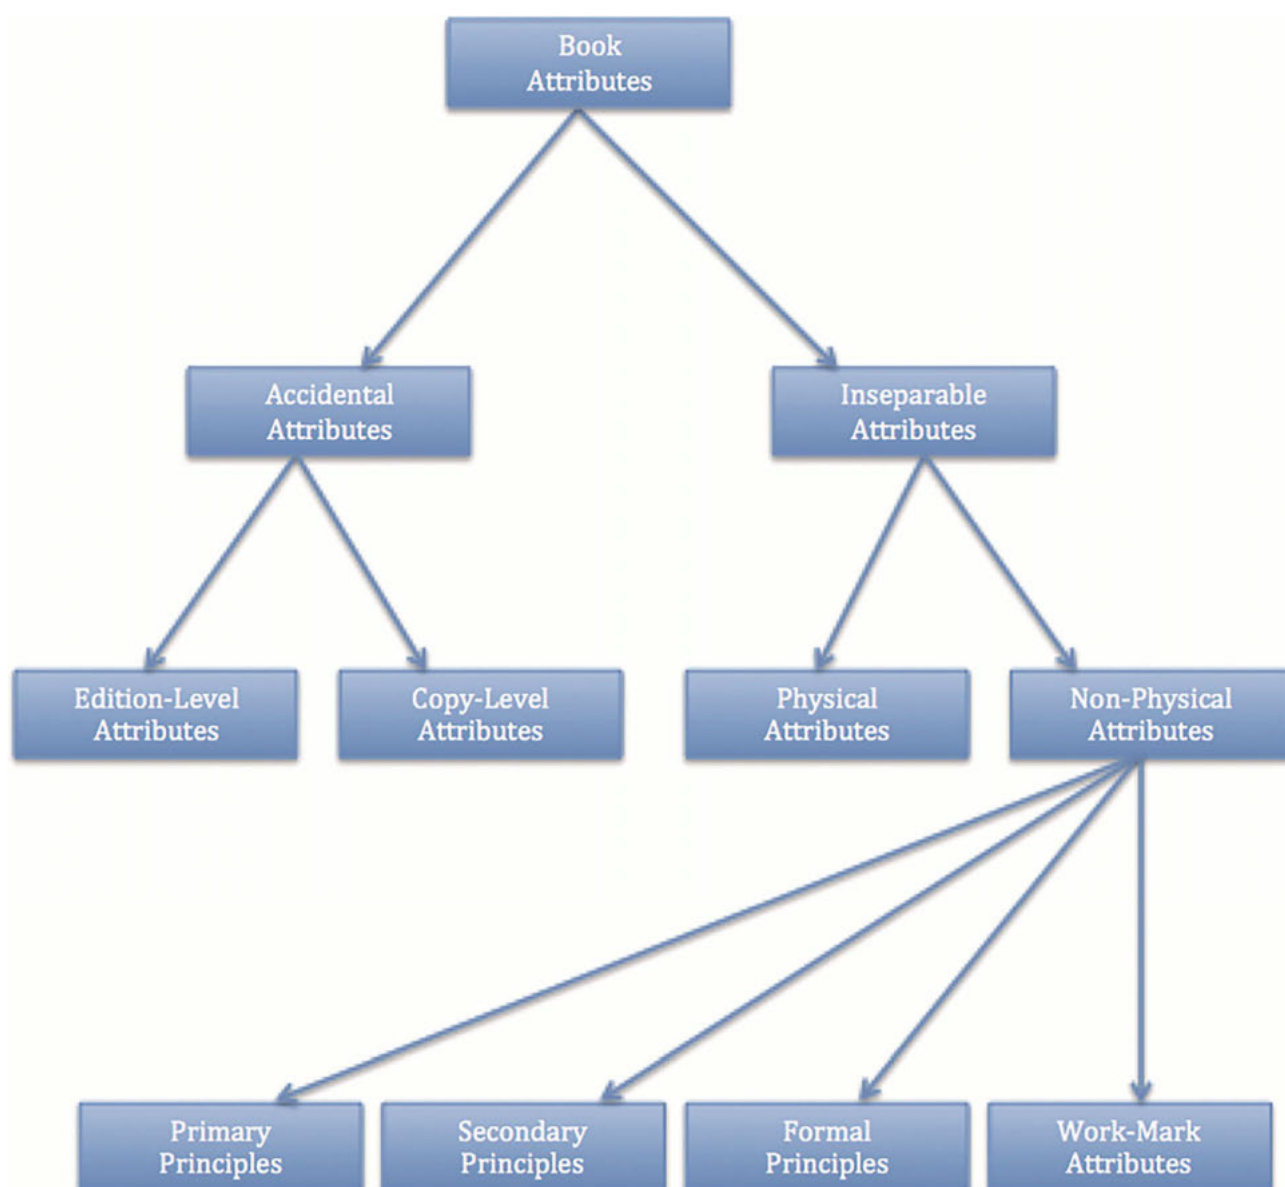 Book
Attributes
Accidental
Attributes
Inseparable
Attributes
Edition-Level
Attributes
Copy-Level
Attributes
Physical
Attributes
Non-Physical
Attributes
Primary
Principles
Secondary
Principles
Formal
Principles
Work-Mark
Attributes